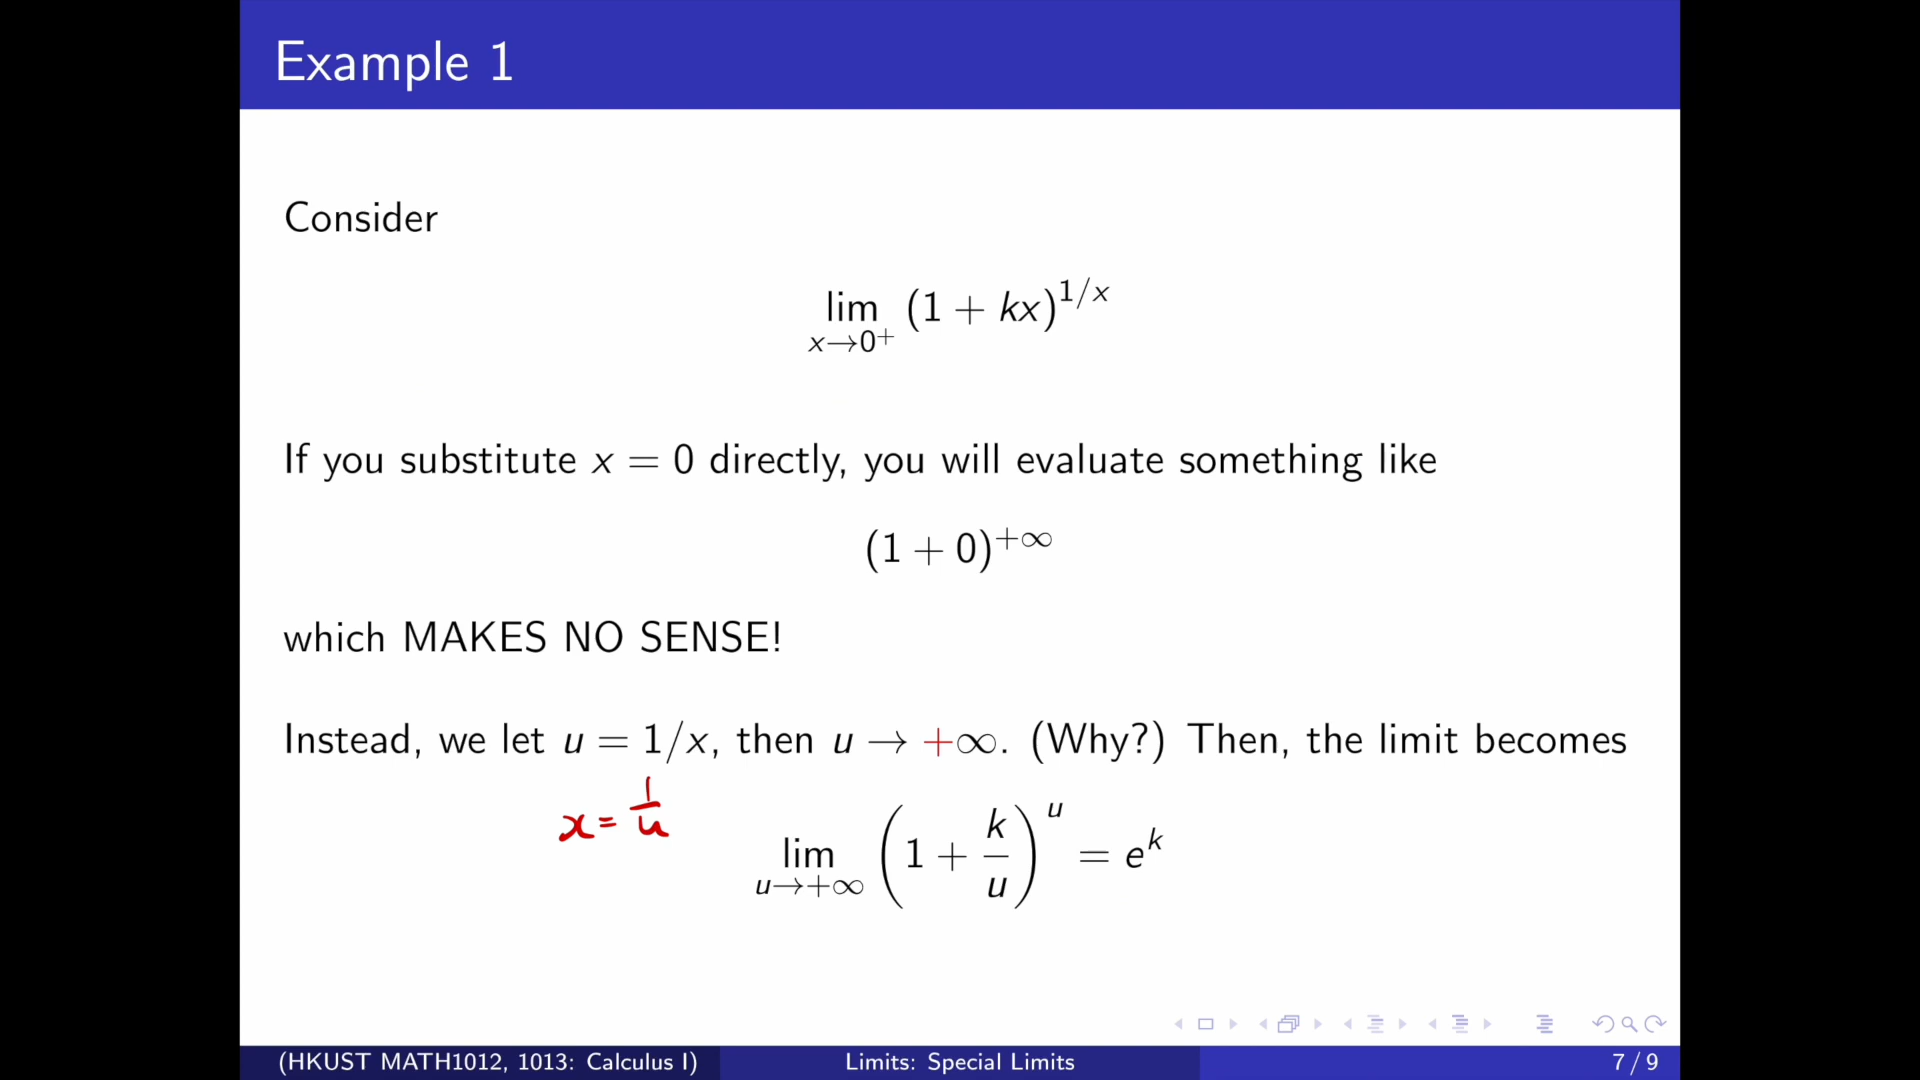 Example 1
Consider
lim x→0⁺ (1 + kx)^{1/x}
If you substitute x = 0 directly, you will evaluate something like
(1 + 0)^{+∞}
which MAKES NO SENSE!
Instead, we let u = 1/x, then u → +∞. (Why?) Then, the limit becomes
x = 1/u
lim u→+∞ (1 + k/u)^u = e^k
(HKUST MATH1012, 1013: Calculus I) Limits: Special Limits 7 / 9